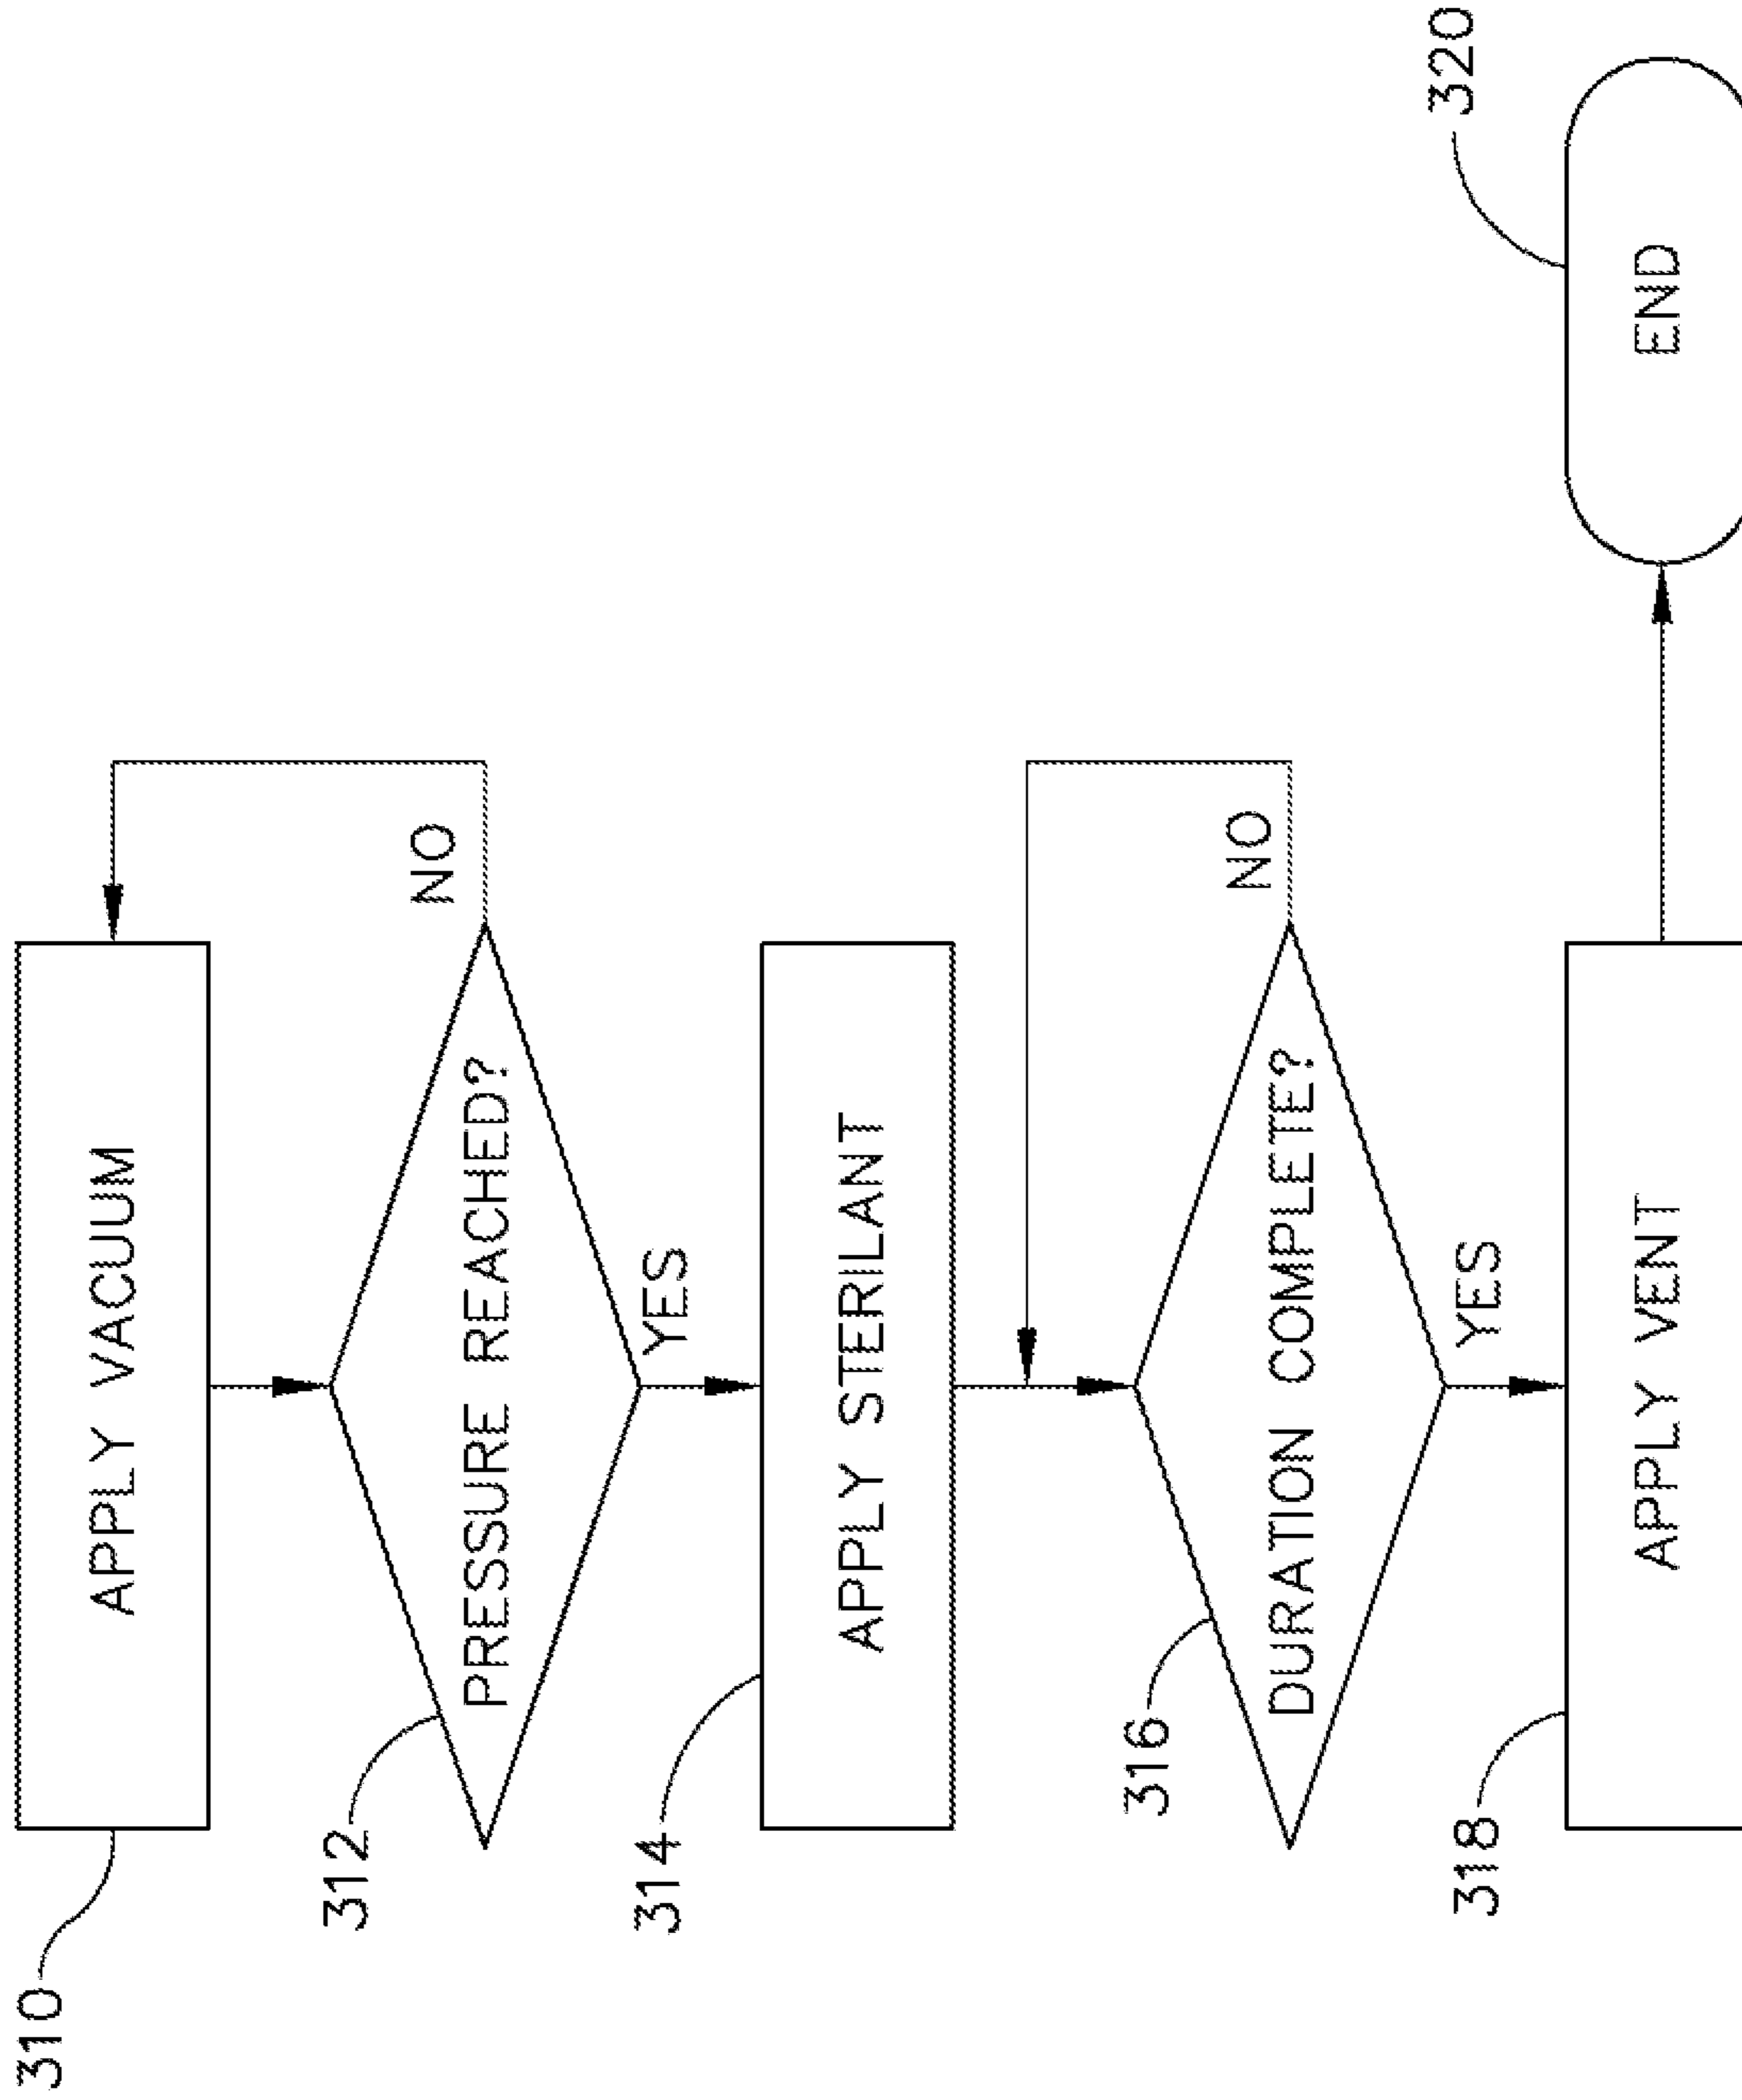 310
APPLY VACUUM
312
PRESSURE REACHED?
NO
YES
314
APPLY STERILANT
316
DURATION COMPLETE?
NO
YES
318
APPLY VENT
320
END